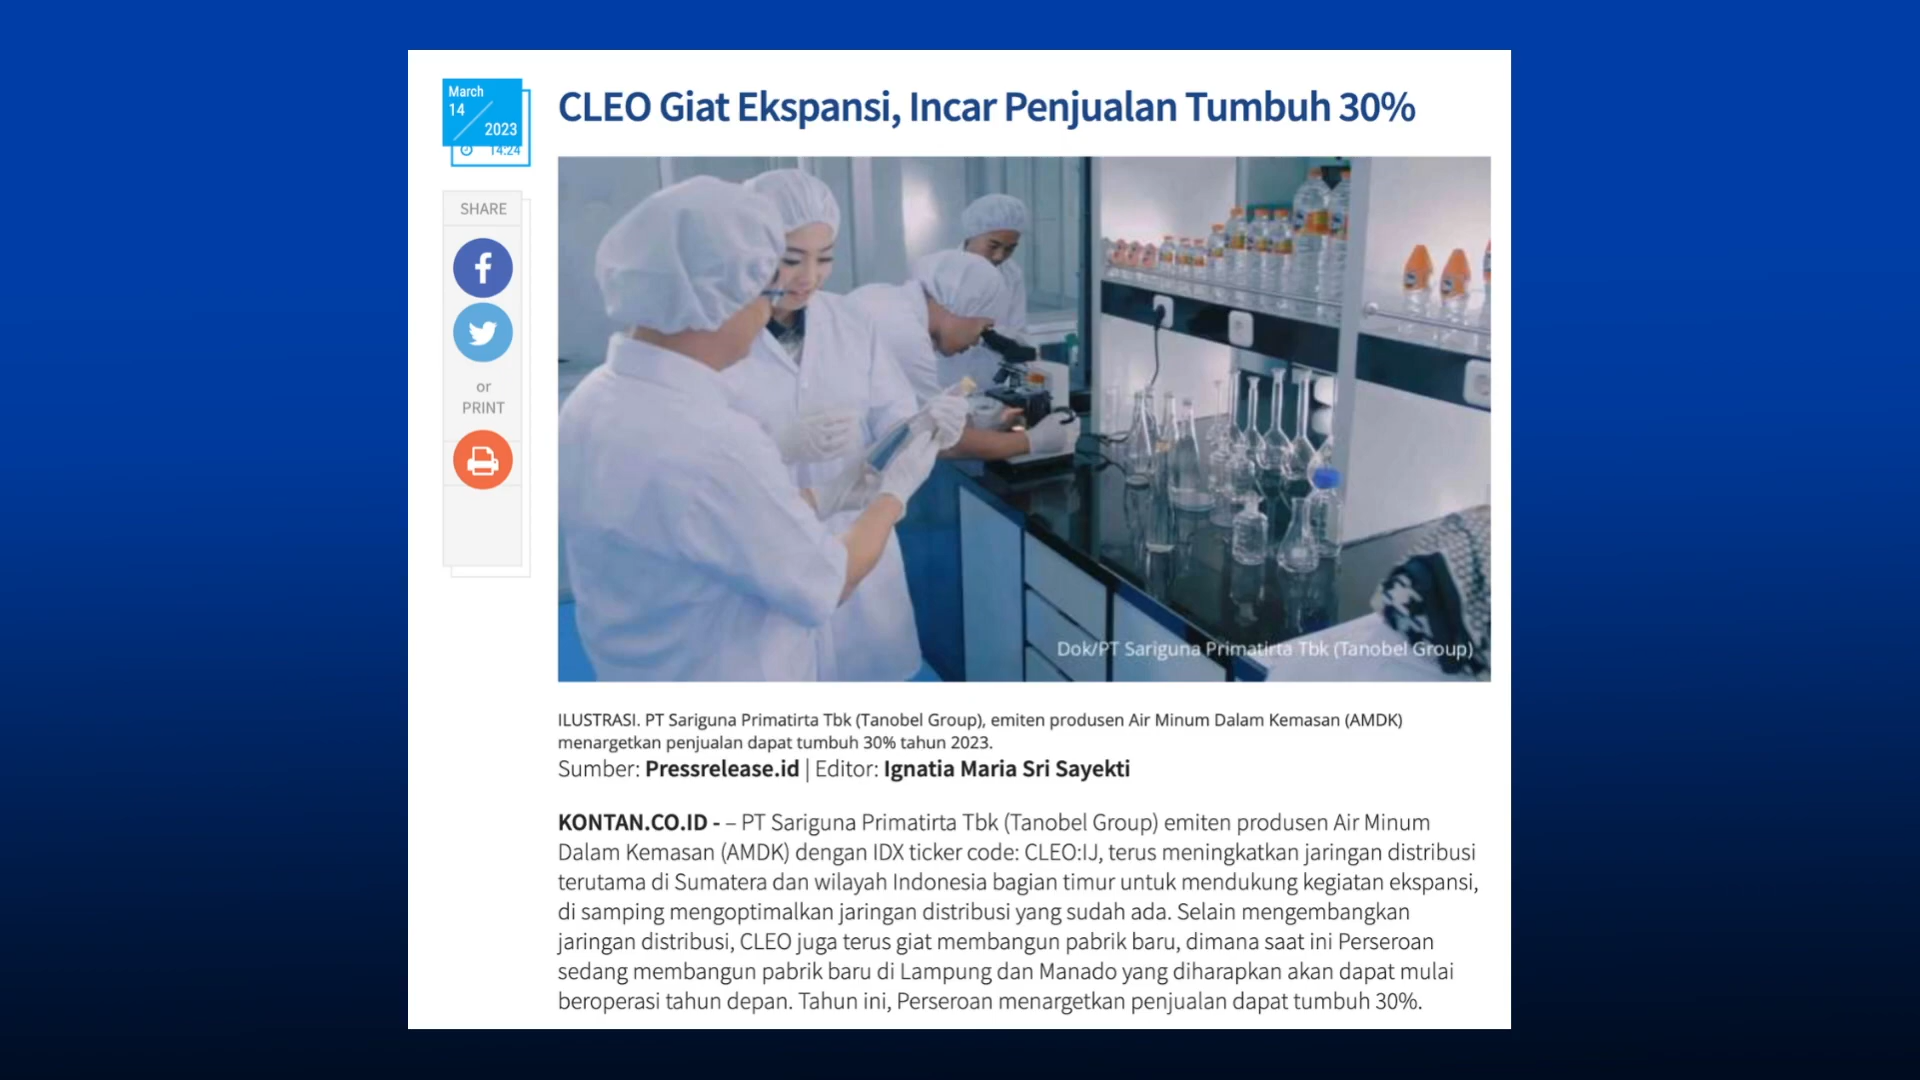 March
14
2023
14:24
CLEO Giat Ekspansi, Incar Penjualan Tumbuh 30%
SHARE
or
PRINT
Dok/PT Sariguna Primatirta Tbk (Tanobel Group)
ILUSTRASI. PT Sariguna Primatirta Tbk (Tanobel Group), emiten produsen Air Minum Dalam Kemasan (AMDK)
menargetkan penjualan dapat tumbuh 30% tahun 2023.
Sumber: Pressrelease.id | Editor: Ignatia Maria Sri Sayekti
KONTAN.CO.ID - – PT Sariguna Primatirta Tbk (Tanobel Group) emiten produsen Air Minum
Dalam Kemasan (AMDK) dengan IDX ticker code: CLEO:IJ, terus meningkatkan jaringan distribusi
terutama di Sumatera dan wilayah Indonesia bagian timur untuk mendukung kegiatan ekspansi,
di samping mengoptimalkan jaringan distribusi yang sudah ada. Selain mengembangkan
jaringan distribusi, CLEO juga terus giat membangun pabrik baru, dimana saat ini Perseroan
sedang membangun pabrik baru di Lampung dan Manado yang diharapkan akan dapat mulai
beroperasi tahun depan. Tahun ini, Perseroan menargetkan penjualan dapat tumbuh 30%.